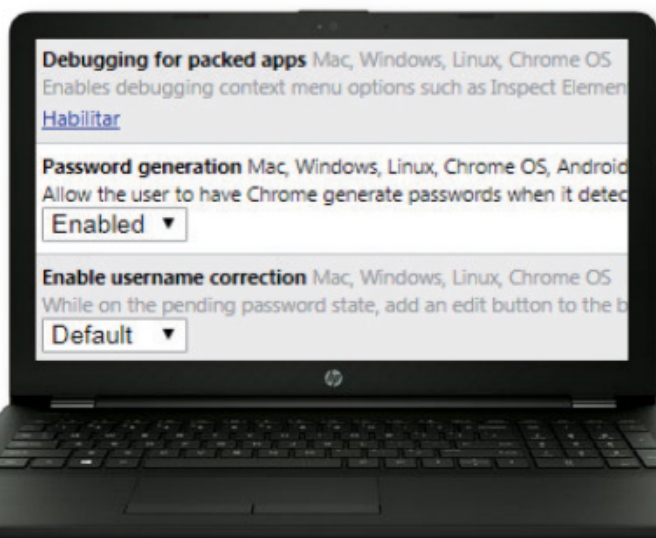 Debugging for packed apps Mac, Windows, Linux, Chrome OS
Enables debugging context menu options such as Inspect Elemen
Habilitar
Password generation Mac, Windows, Linux, Chrome OS, Android
Allow the user to have Chrome generate passwords when it detec
Enabled ▼
Enable username correction Mac, Windows, Linux, Chrome OS
While on the pending password state, add an edit button to the b
Default ▼
hp